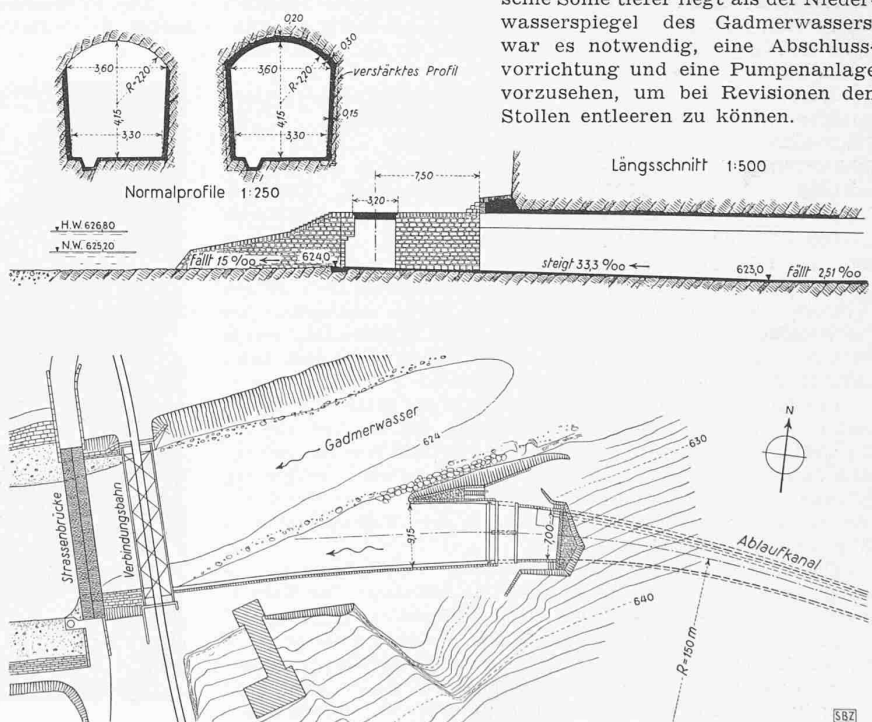 sche Sohle tiefer liegt als der Nieder-
wasserspiegel des Gadmerwassers,
war es notwendig, eine Abschluss-
vorrichtung und eine Pumpenanlage
vorzusehen, um bei Revisionen den
Stollen entleeren zu können.
0,20
0,30
3,60
R=2,20
4,15
3,30
3,60
R=2,20
4,15
3,30
verstärktes Profil
0,15
Normalprofile 1:250
Längsschnitt 1:500
7,50
3,20
H.W. 626,80
N.W. 625,20
fällt 15 ‰
624,0
steigt 33,3 ‰
623,0
fällt 2,51 ‰
Gadmerwasser
624
630
N
Strassenbrücke
Verbindungsbahn
9,15
7,00
Ablaufkanal
640
R=150 m
SBZ